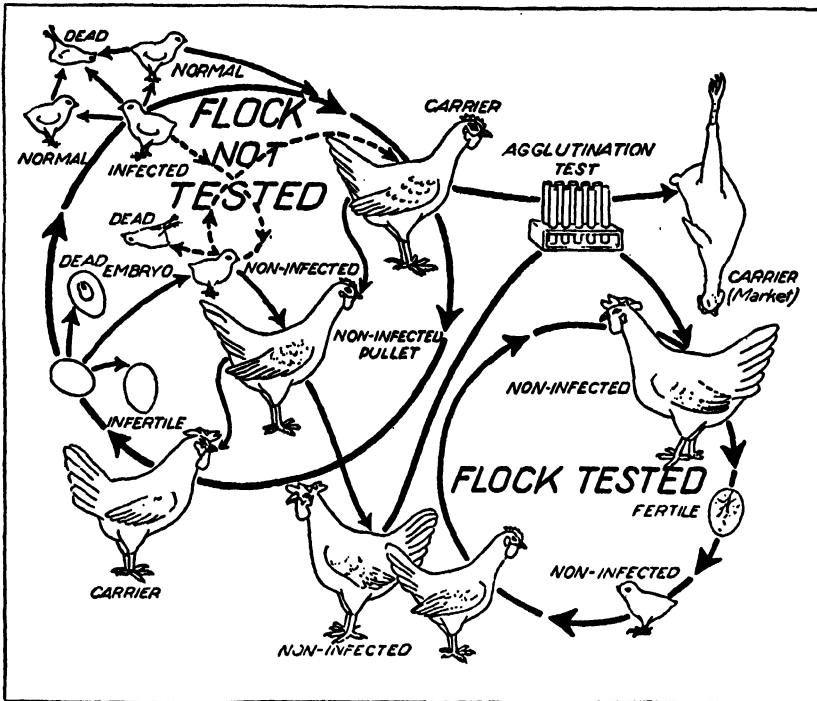 DEAD
NORMAL
NORMAL
INFECTED
FLOCK
NOT
TESTED
CARRIER
AGGLUTINATION
TEST
CARRIER
(Market)
DEAD
DEAD
EMBRYO
NON-INFECTED
NON-INFECTED
PULLET
INFERTILE
CARRIER
NON-INFECTED
NON-INFECTED
FLOCK TESTED
FERTILE
NON-INFECTED